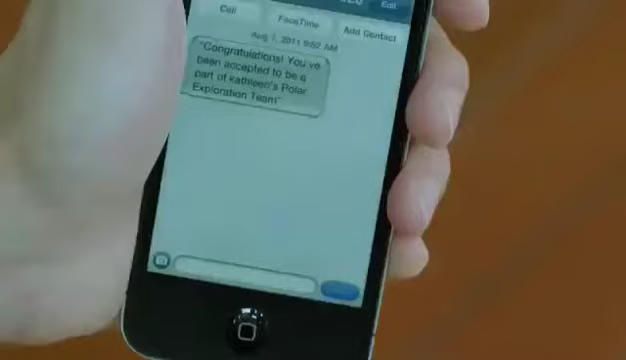 Edit
Call FaceTime Add Contact
Aug 1, 2011 9:52 AM
"Congratulations! You've
been accepted to be a
part of kathleen's Polar
Exploration Team"